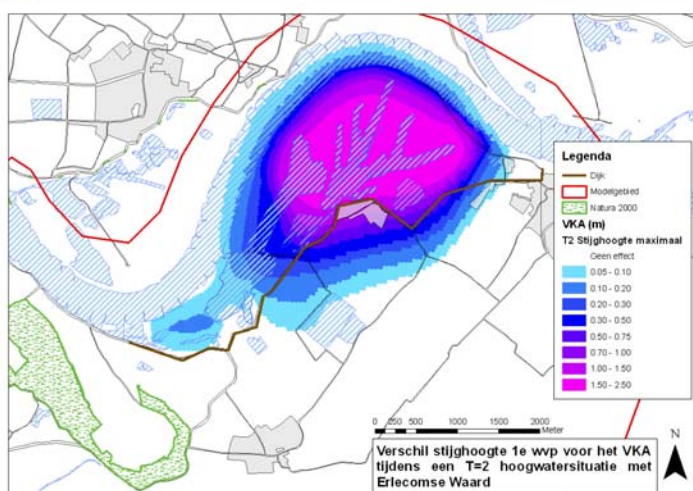 Legenda
Dijk
Modelgebied
Natura 2000
VKA (m)
T2 Stijghoogte maximaal
Geen effect
0.05 - 0.10
0.10 - 0.20
0.20 - 0.30
0.30 - 0.50
0.50 - 0.75
0.70 - 1.00
1.00 - 1.50
1.50 - 2.50
0 250 500 1000 1500 2000
Meter
Verschil stijghoogte 1e wvp voor het VKA
tijdens een T=2 hoogwatersituatie met
Erlecomse Waard
N